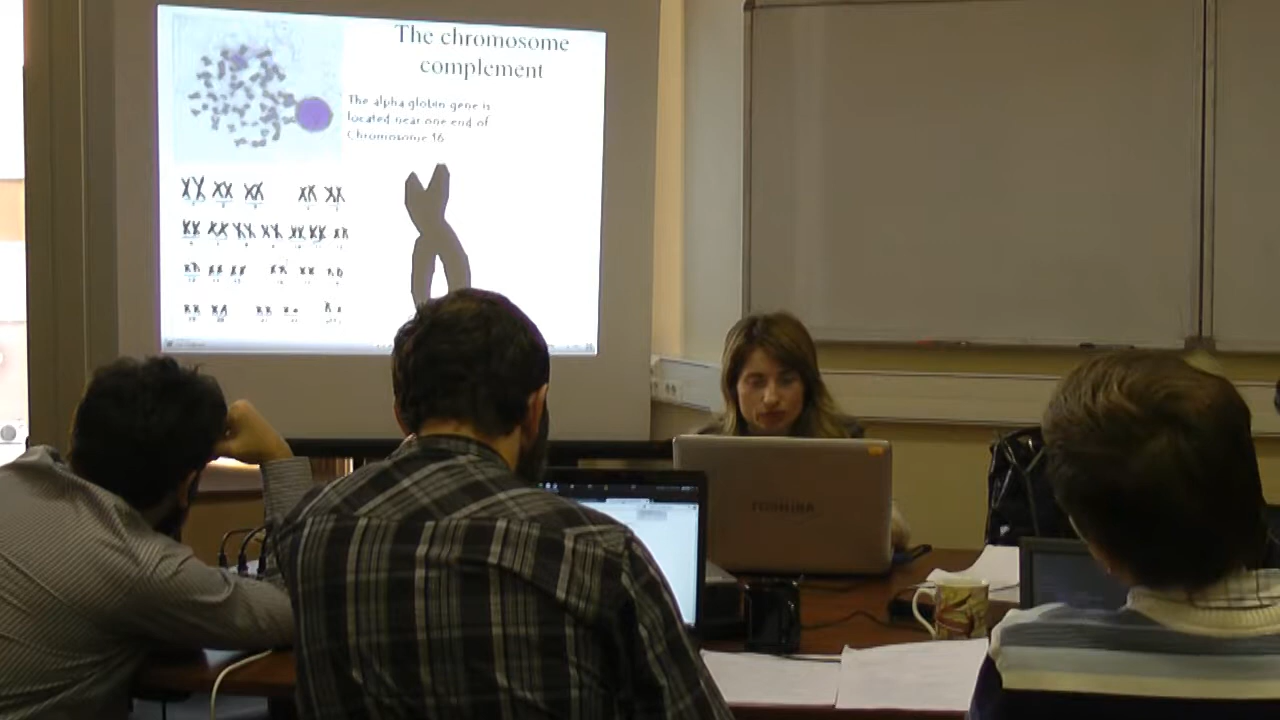 The chromosome
complement
The alpha globin gene is
located near one end of
Chromosome 16
TOSHIBA